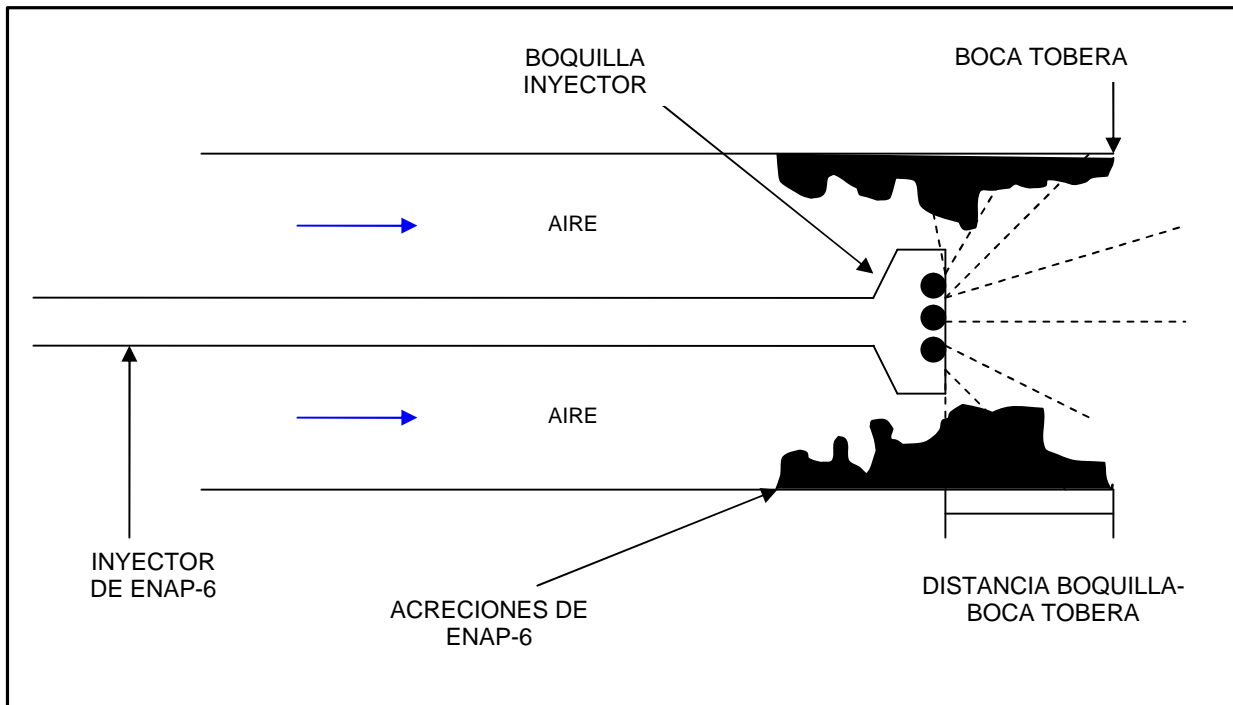 BOQUILLA
INYECTOR
BOCA TOBERA
AIRE
AIRE
INYECTOR
DE ENAP-6
ACRECIONES DE
ENAP-6
DISTANCIA BOQUILLA-
BOCA TOBERA